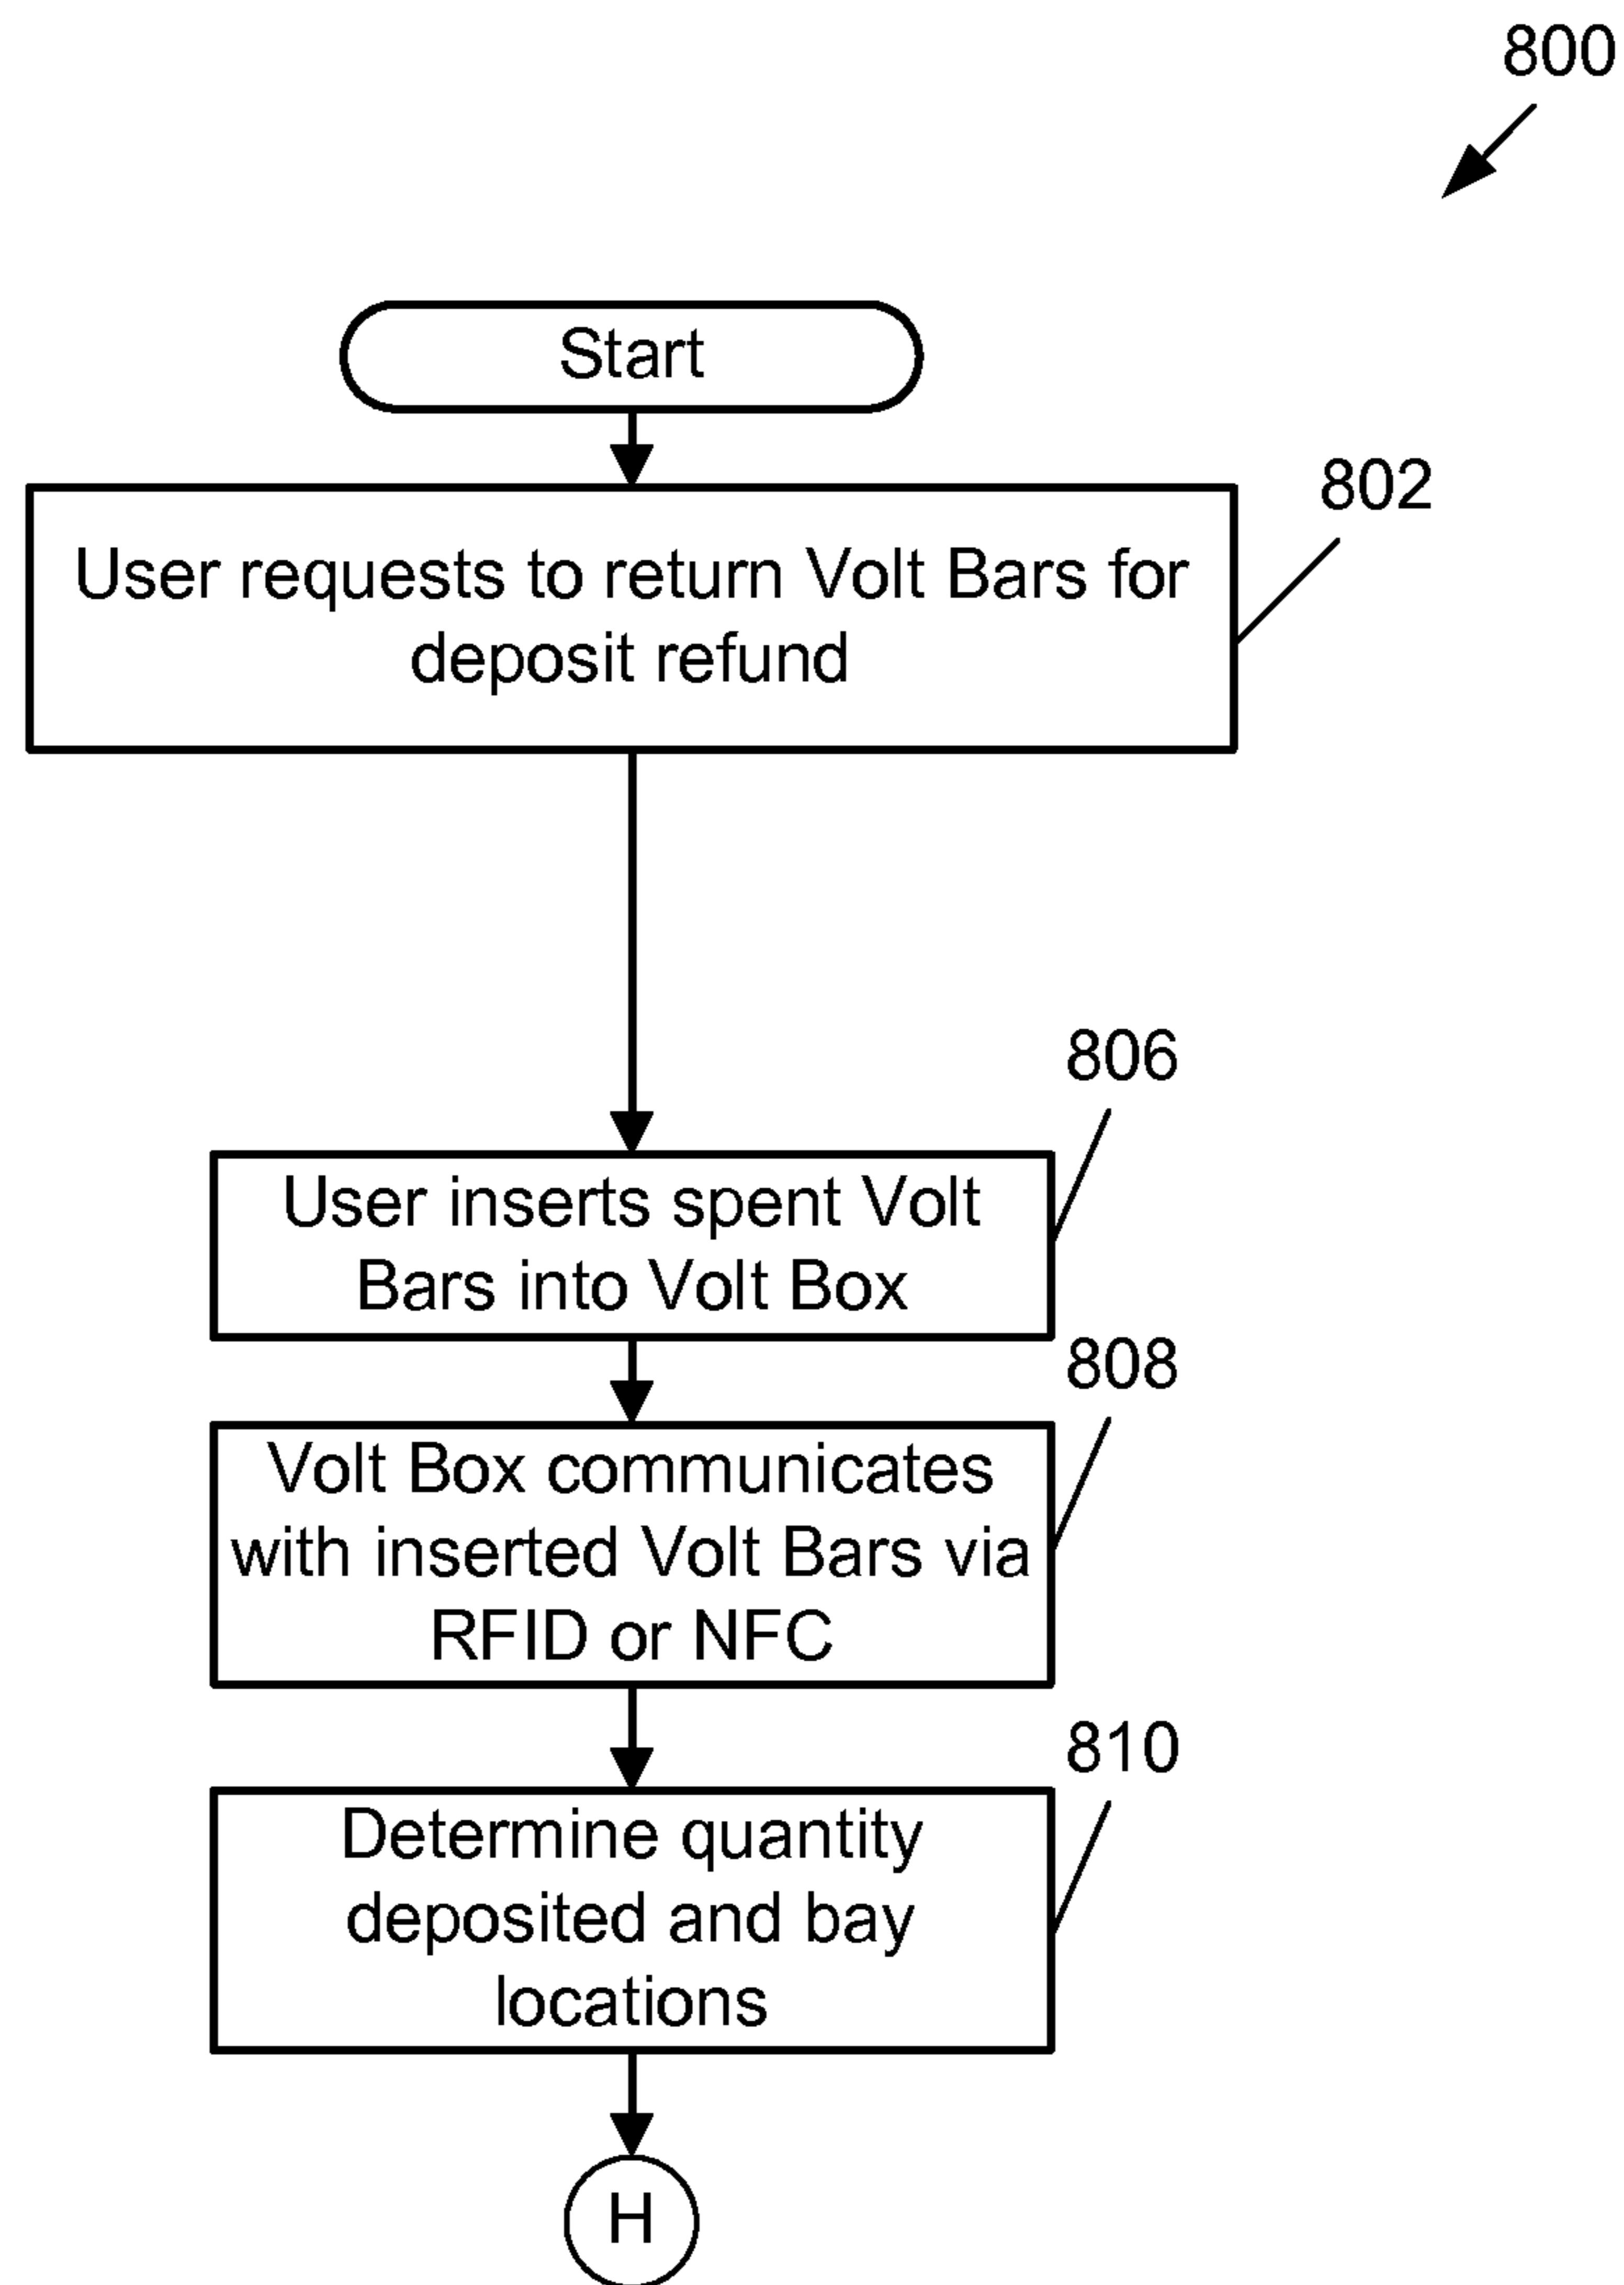 800
Start
802
User requests to return Volt Bars for
deposit refund
806
User inserts spent Volt
Bars into Volt Box
808
Volt Box communicates
with inserted Volt Bars via
RFID or NFC
810
Determine quantity
deposited and bay
locations
H